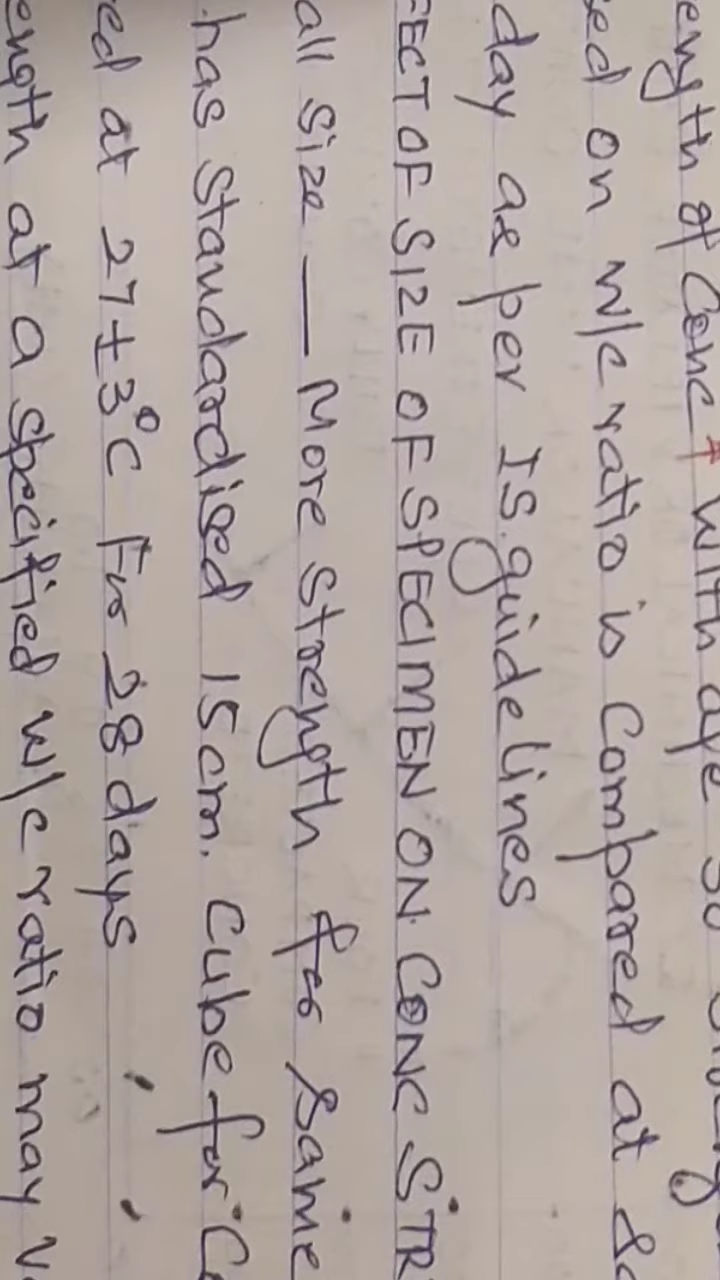 ength of Conc † with age so
sed on w/c ratio is Compared at
day as per IS guidelines
FECT OF SIZE OF SPECIMEN ON CONC STR
all size — More strength for same
has standardised 15cm. Cube for C
ed at 27±3°C For 28 days
ength at a specified w/c ratio may v